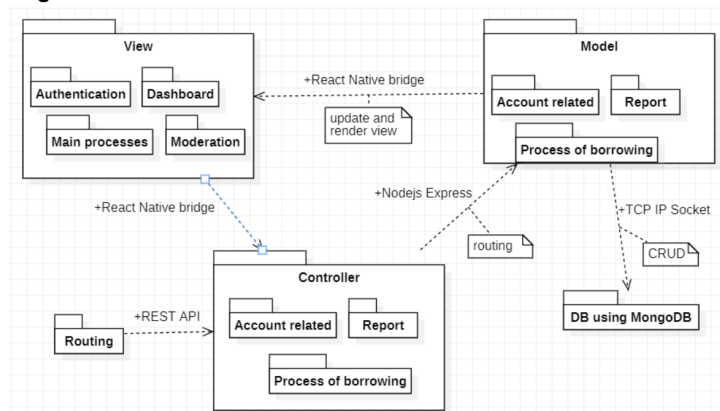 View
Model
Authentication
Dashboard
Main processes
Moderation
+React Native bridge
update and
render view
Account related
Report
Process of borrowing
+React Native bridge
+Nodejs Express
routing
+TCP IP Socket
CRUD
Controller
Account related
Report
Process of borrowing
+REST API
Routing
DB using MongoDB